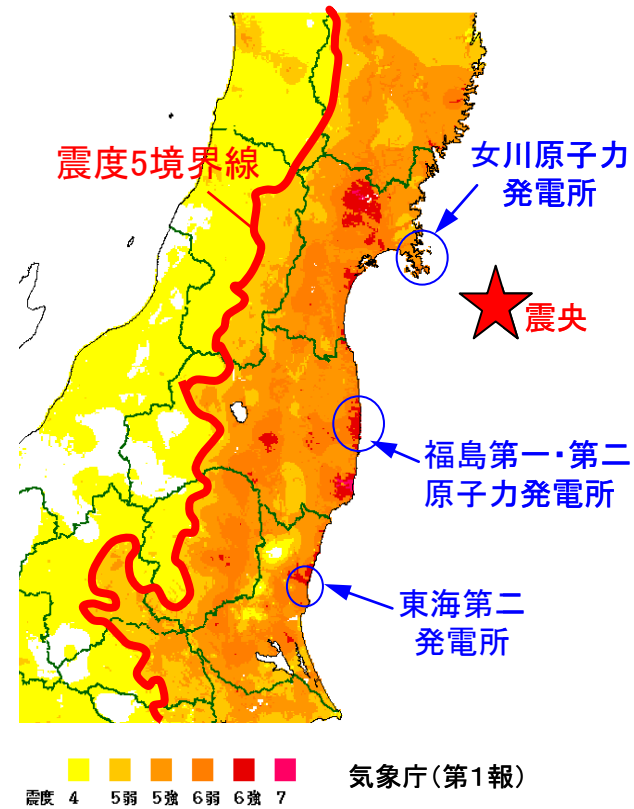 震度5境界線
女川原子力
発電所
震央
福島第一・第二
原子力発電所
東海第二
発電所
震度 4 5弱 5強 6弱 6強 7
気象庁(第1報)